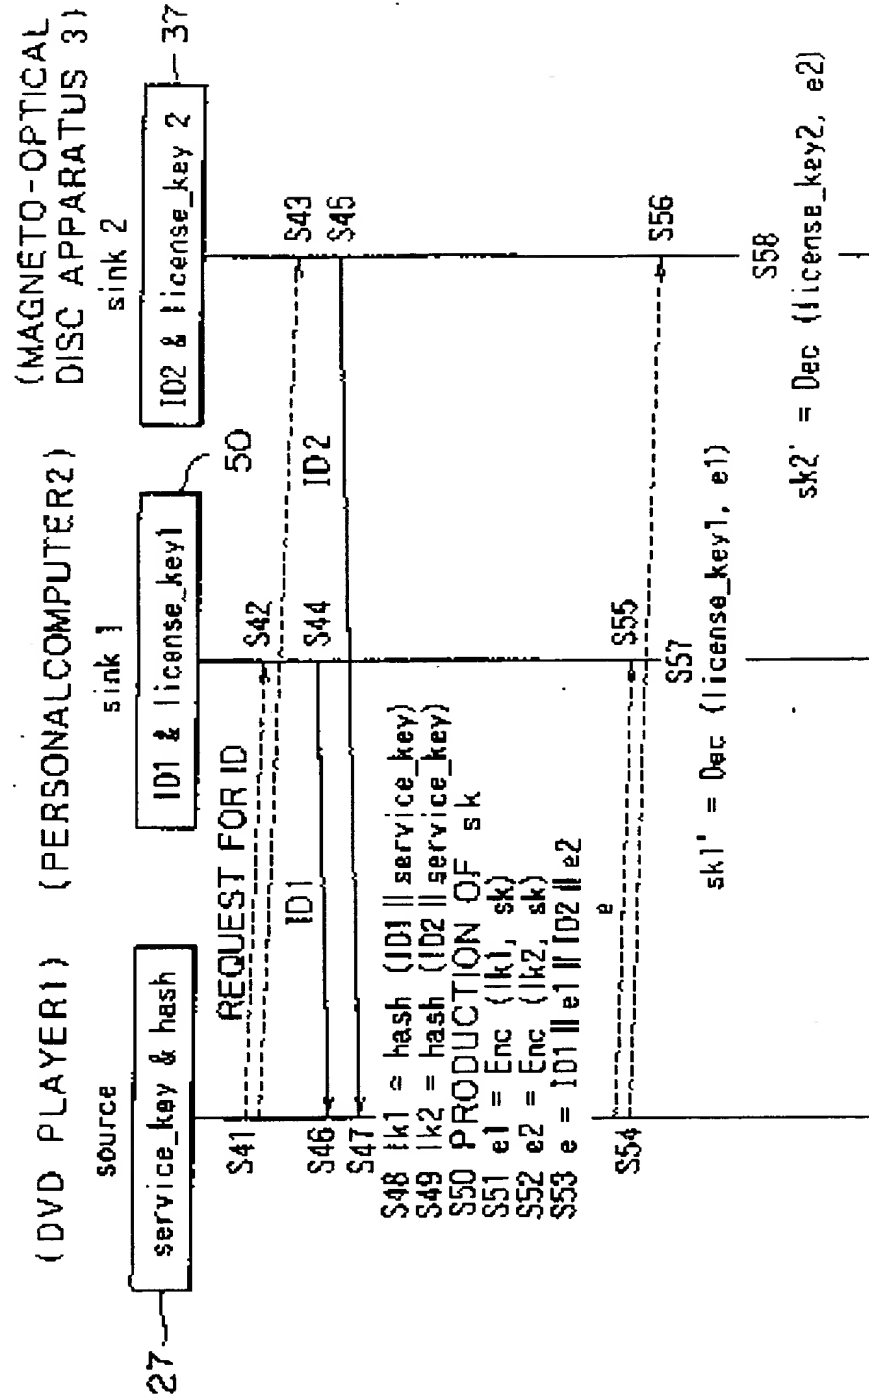 (DVD PLAYER1)
(PERSONALCOMPUTER2)
(MAGNETO-OPTICAL
DISC APPARATUS 3)
source
sink 1
sink 2
27
service_key & hash
ID1 & license_key1
50
ID2 & license_key 2
37
S41
REQUEST FOR ID
S42
S43
ID1
S44
ID2
S45
S46
S47
S48 lk1 = hash (ID1 || service_key)
S49 lk2 = hash (ID2 || service_key)
S50 PRODUCTION OF sk
S51 e1 = Enc (lk1, sk)
S52 e2 = Enc (lk2, sk)
S53 e = ID1 || e1 || ID2 || e2
S54
e
S55
S56
S57
sk1' = Dec (license_key1, e1)
S58
sk2' = Dec (license_key2, e2)